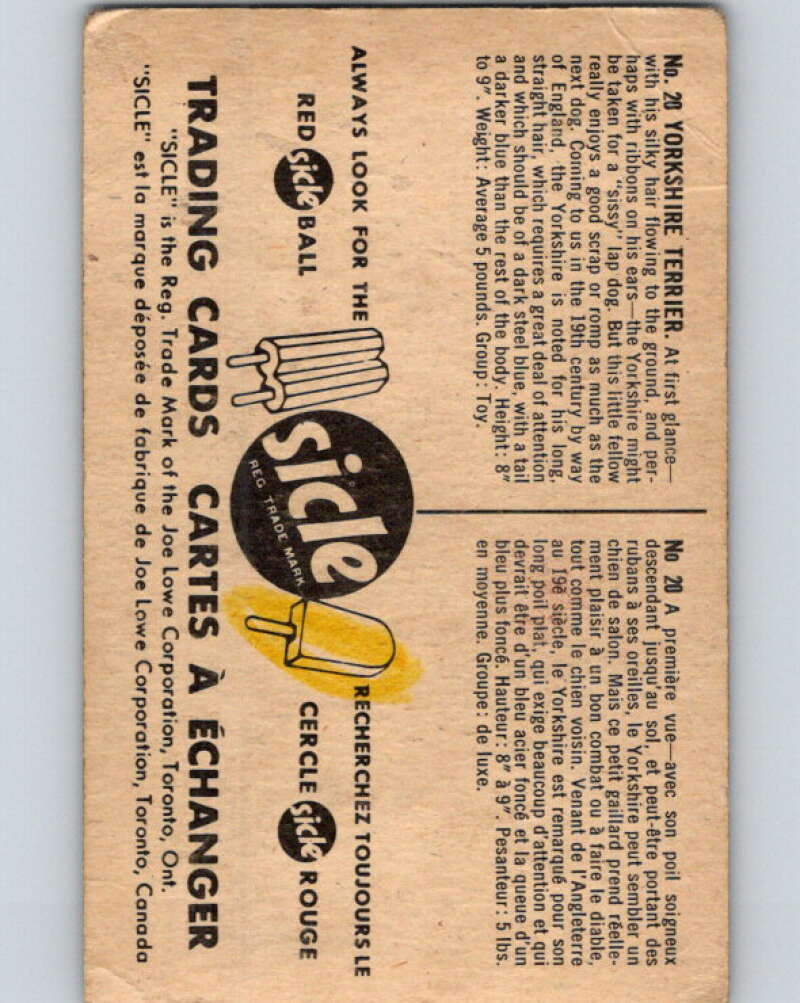 No. 20 YORKSHIRE TERRIER. At first glance—
with his silky hair flowing to the ground, and per-
haps with ribbons on his ears—the Yorkshire might
be taken for a "sissy" lap dog. But this little fellow
really enjoys a good scrap or romp as much as the
next dog. Coming to us in the 19th century by way
of England, the Yorkshire is noted for his long,
straight hair, which requires a great deal of attention
and which should be of a dark steel blue, with a tail
a darker blue than the rest of the body. Height: 8"
to 9". Weight: Average 5 pounds. Group: Toy.
No 20 A première vue—avec son poil soigneux
descendant jusqu'au sol, et peut-être portant des
rubans à ses oreilles, le Yorkshire peut sembler un
chien de salon. Mais ce petit gaillard prend réelle-
ment plaisir à un bon combat ou à faire le diable,
tout comme le chien voisin. Venant de l'Angleterre
au 19è siècle, le Yorkshire est remarqué pour son
long poil plat, qui exige beaucoup d'attention et qui
devrait être d'un bleu acier foncé et la queue d'un
bleu plus foncé. Hauteur: 8" à 9". Pesanteur: 5 lbs.
en moyenne. Groupe: de luxe.
ALWAYS LOOK FOR THE
RED sicle BALL
sicle
REG. TRADE MARK
RECHERCHEZ TOUJOURS LE
CERCLE sicle ROUGE
TRADING CARDS CARTES À ÉCHANGER
"SICLE" is the Reg. Trade Mark of the Joe Lowe Corporation, Toronto, Ont.
"SICLE" est la marque déposée de fabrique de Joe Lowe Corporation, Toronto, Canada